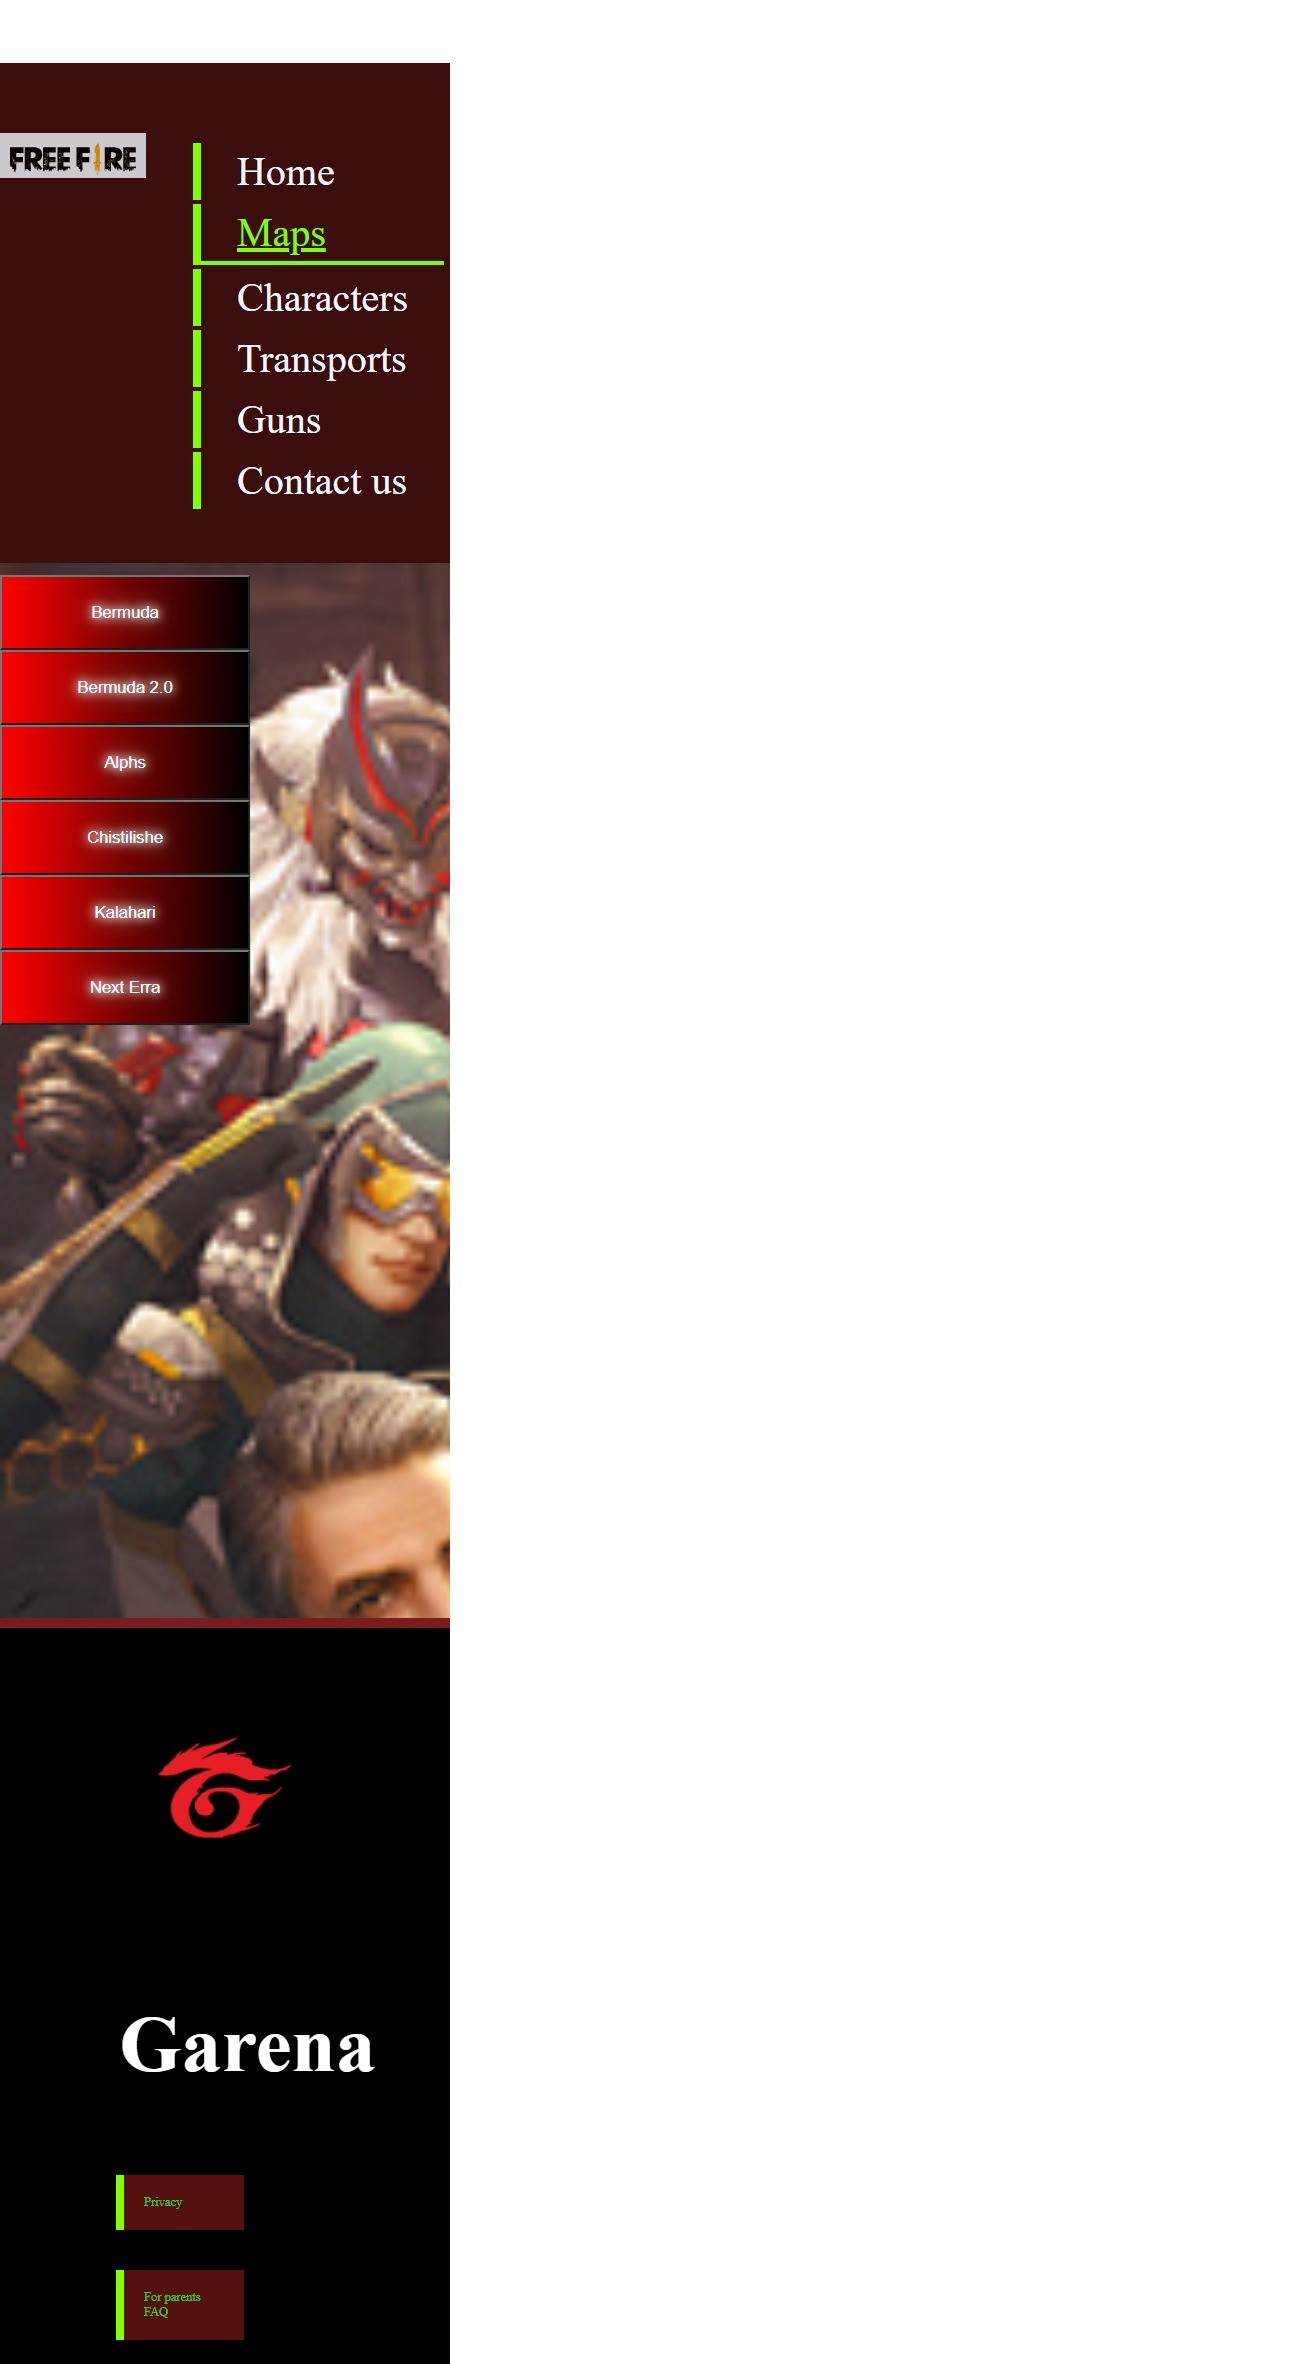 FREE FIRE
Home
Maps
Characters
Transports
Guns
Contact us
Bermuda
Bermuda 2.0
Alphs
Chistilishe
Kalahari
Next Erra
Garena
Privacy
For parents
FAQ